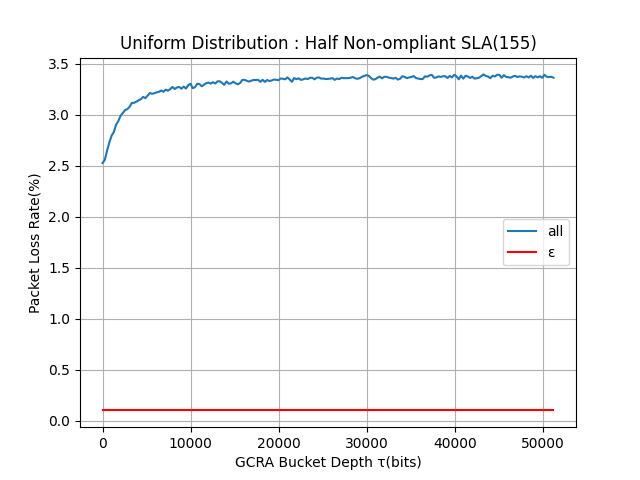 Uniform Distribution : Half Non-ompliant SLA(155)
3.5
3.0
2.5
2.0
1.5
1.0
0.5
0.0
Packet Loss Rate(%)
all
ε
0 10000 20000 30000 40000 50000
GCRA Bucket Depth τ(bits)